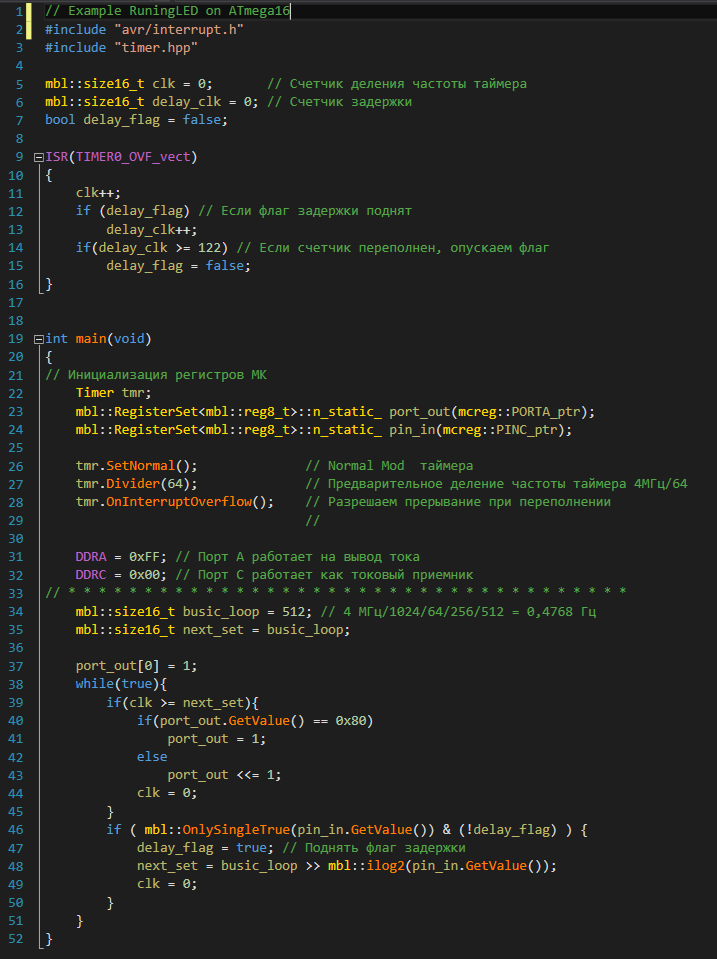 1 // Example RuningLED on ATmega16
2 #include "avr/interrupt.h"
3 #include "timer.hpp"
4
5 mbl::size16_t clk = 0;       // Счетчик деления частоты таймера
6 mbl::size16_t delay_clk = 0; // Счетчик задержки
7 bool delay_flag = false;
8
9 ISR(TIMER0_OVF_vect)
10 {
11     clk++;
12     if (delay_flag) // Если флаг задержки поднят
13         delay_clk++;
14     if(delay_clk >= 122) // Если счетчик переполнен, опускаем флаг
15         delay_flag = false;
16 }
17
18
19 int main(void)
20 {
21 // Инициализация регистров МК
22     Timer tmr;
23     mbl::RegisterSet<mbl::reg8_t>::n_static_ port_out(mcreg::PORTA_ptr);
24     mbl::RegisterSet<mbl::reg8_t>::n_static_ pin_in(mcreg::PINC_ptr);
25
26     tmr.SetNormal();              // Normal Mod  таймера
27     tmr.Divider(64);              // Предварительное деление частоты таймера 4МГц/64
28     tmr.OnInterruptOverflow();    // Разрешаем прерывание при переполнении
29                                   //
30
31     DDRA = 0xFF; // Порт А работает на вывод тока
32     DDRC = 0x00; // Порт С работает как токовый приемник
33 // * * * * * * * * * * * * * * * * * * * * * * * * * * * * * * * * * * * * *
34     mbl::size16_t busic_loop = 512; // 4 МГц/1024/64/256/512 = 0,4768 Гц
35     mbl::size16_t next_set = busic_loop;
36
37     port_out[0] = 1;
38     while(true){
39         if(clk >= next_set){
40             if(port_out.GetValue() == 0x80)
41                 port_out = 1;
42             else
43                 port_out <<= 1;
44             clk = 0;
45         }
46         if ( mbl::OnlySingleTrue(pin_in.GetValue()) & (!delay_flag) ) {
47             delay_flag = true; // Поднять флаг задержки
48             next_set = busic_loop >> mbl::ilog2(pin_in.GetValue());
49             clk = 0;
50         }
51     }
52 }